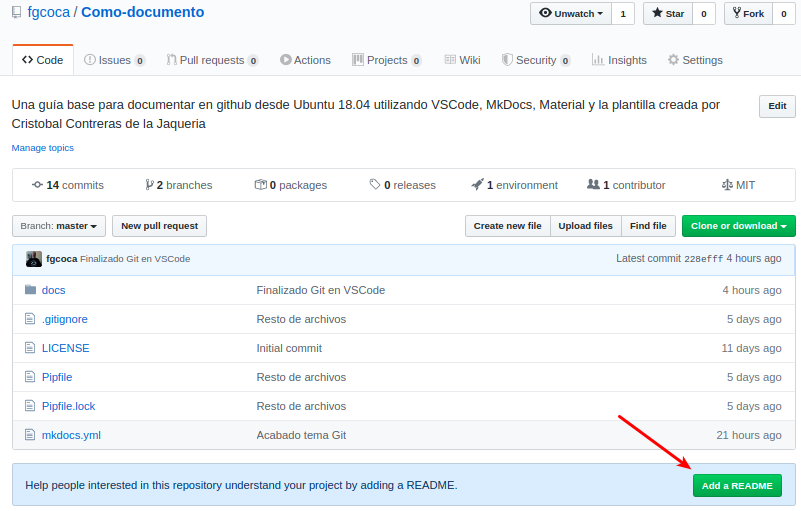 fgcoca / Como-documento
Unwatch 1 Star 0 Fork 0
Code Issues 0 Pull requests 0 Actions Projects 0 Wiki Security 0 Insights Settings
Una guía base para documentar en github desde Ubuntu 18.04 utilizando VSCode, MkDocs, Material y la plantilla creada por
Cristobal Contreras de la Jaqueria
Edit
Manage topics
14 commits 2 branches 0 packages 0 releases 1 environment 1 contributor MIT
Branch: master New pull request Create new file Upload files Find file Clone or download
fgcoca Finalizado Git en VSCode Latest commit 228efff 4 hours ago
docs Finalizado Git en VSCode 4 hours ago
.gitignore Resto de archivos 5 days ago
LICENSE Initial commit 11 days ago
Pipfile Resto de archivos 5 days ago
Pipfile.lock Resto de archivos 5 days ago
mkdocs.yml Acabado tema Git 21 hours ago
Help people interested in this repository understand your project by adding a README. Add a README